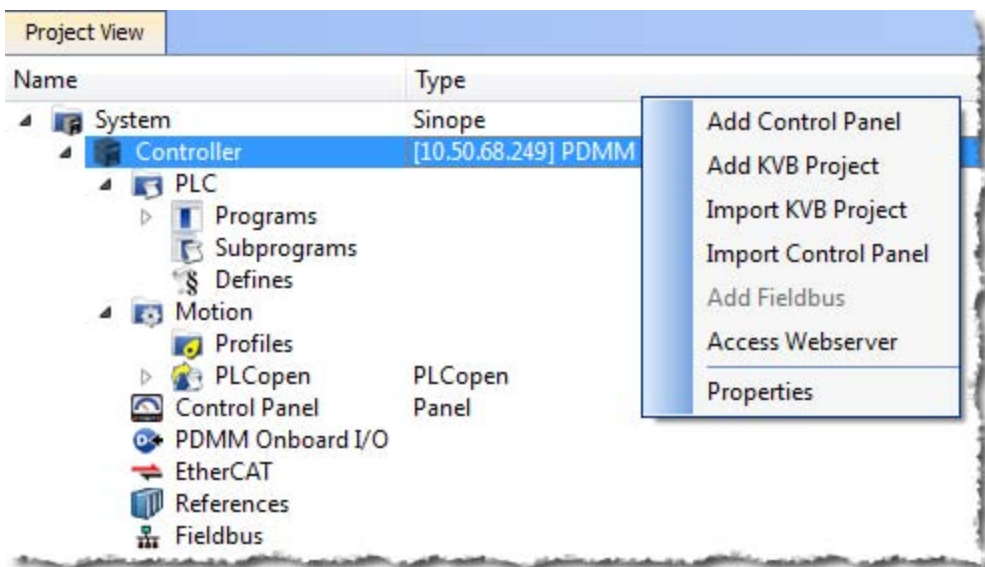 Project View
Name Type
System Sinope
Add Control Panel
Controller [10.50.68.249] PDMM
PLC
Add KVB Project
Programs
Import KVB Project
Subprograms
Import Control Panel
Defines
Add Fieldbus
Motion
Profiles
Access Webserver
PLCopen PLCopen
Properties
Control Panel Panel
PDMM Onboard I/O
EtherCAT
References
Fieldbus